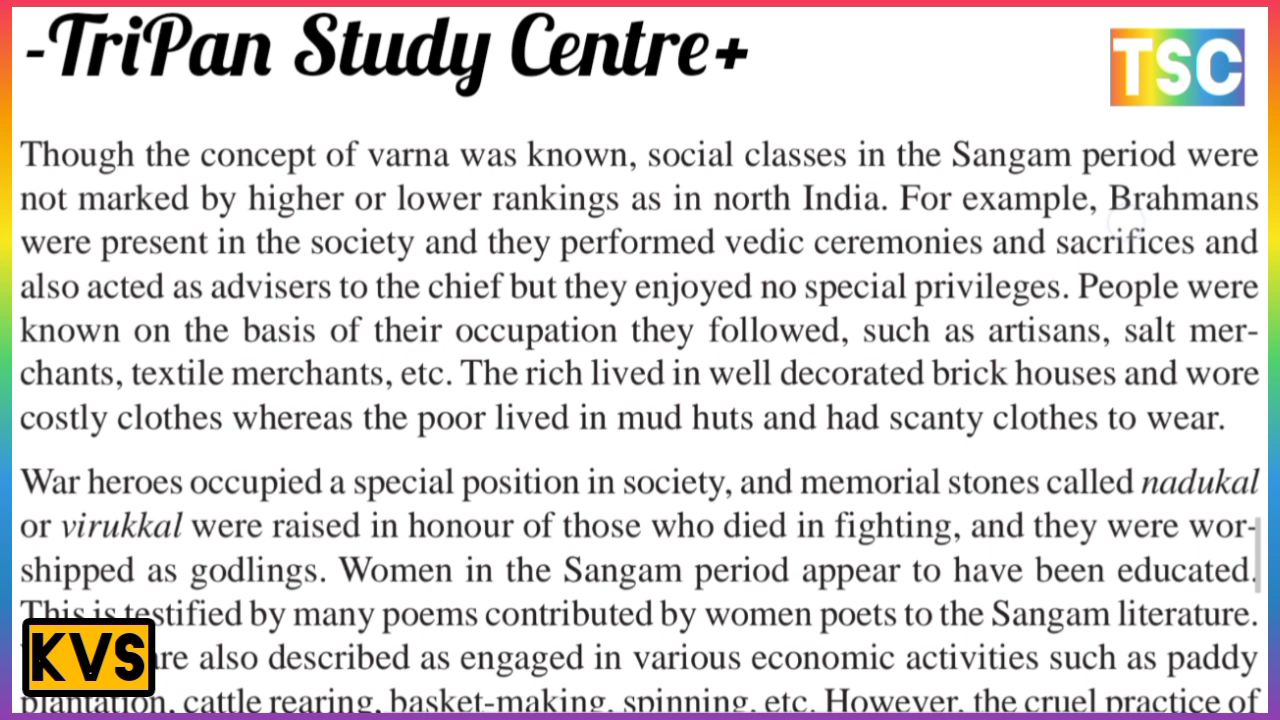 -TriPan Study Centre+
TSC
Though the concept of varna was known, social classes in the Sangam period were
not marked by higher or lower rankings as in north India. For example, Brahmans
were present in the society and they performed vedic ceremonies and sacrifices and
also acted as advisers to the chief but they enjoyed no special privileges. People were
known on the basis of their occupation they followed, such as artisans, salt mer-
chants, textile merchants, etc. The rich lived in well decorated brick houses and wore
costly clothes whereas the poor lived in mud huts and had scanty clothes to wear.
War heroes occupied a special position in society, and memorial stones called nadukal
or virukkal were raised in honour of those who died in fighting, and they were wor-
shipped as godlings. Women in the Sangam period appear to have been educated.
This is testified by many poems contributed by women poets to the Sangam literature.
KVS
are also described as engaged in various economic activities such as paddy
plantation, cattle rearing, basket-making, spinning, etc. However, the cruel practice of